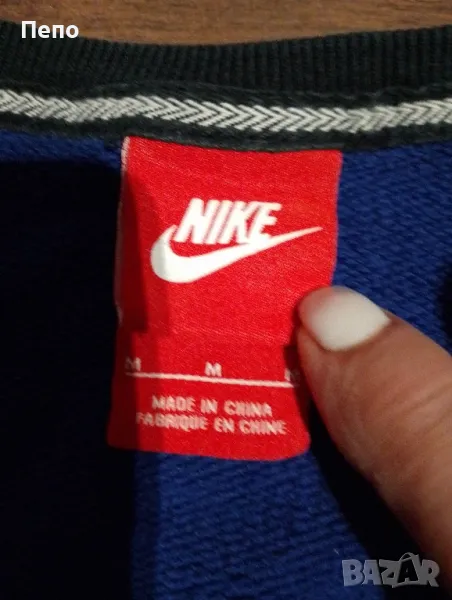 Пепо
NIKE
M M
MADE IN CHINA
FABRIQUE EN CHINE
BAZAR